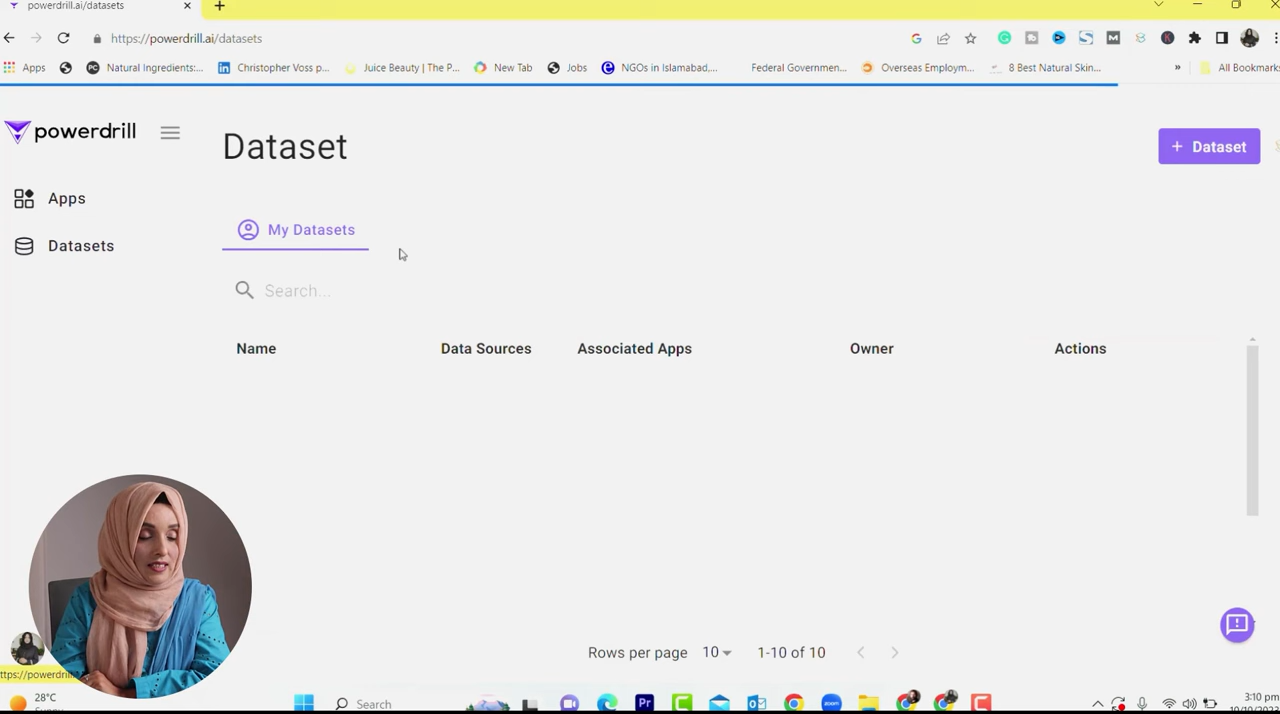 powerdrill.ai/datasets
https://powerdrill.ai/datasets
Apps
Natural Ingredients:...
Christopher Voss p...
Juice Beauty | The P...
New Tab
Jobs
NGOs in Islamabad,...
Federal Governmen...
Overseas Employm...
8 Best Natural Skin...
»
All Bookmarks
powerdrill
Dataset
+ Dataset
Apps
Datasets
My Datasets
Search...
Name Data Sources Associated Apps Owner Actions
Rows per page 10 1-10 of 10
ttps://powerdrill
28°C
Sunny
Search
3:10 pm